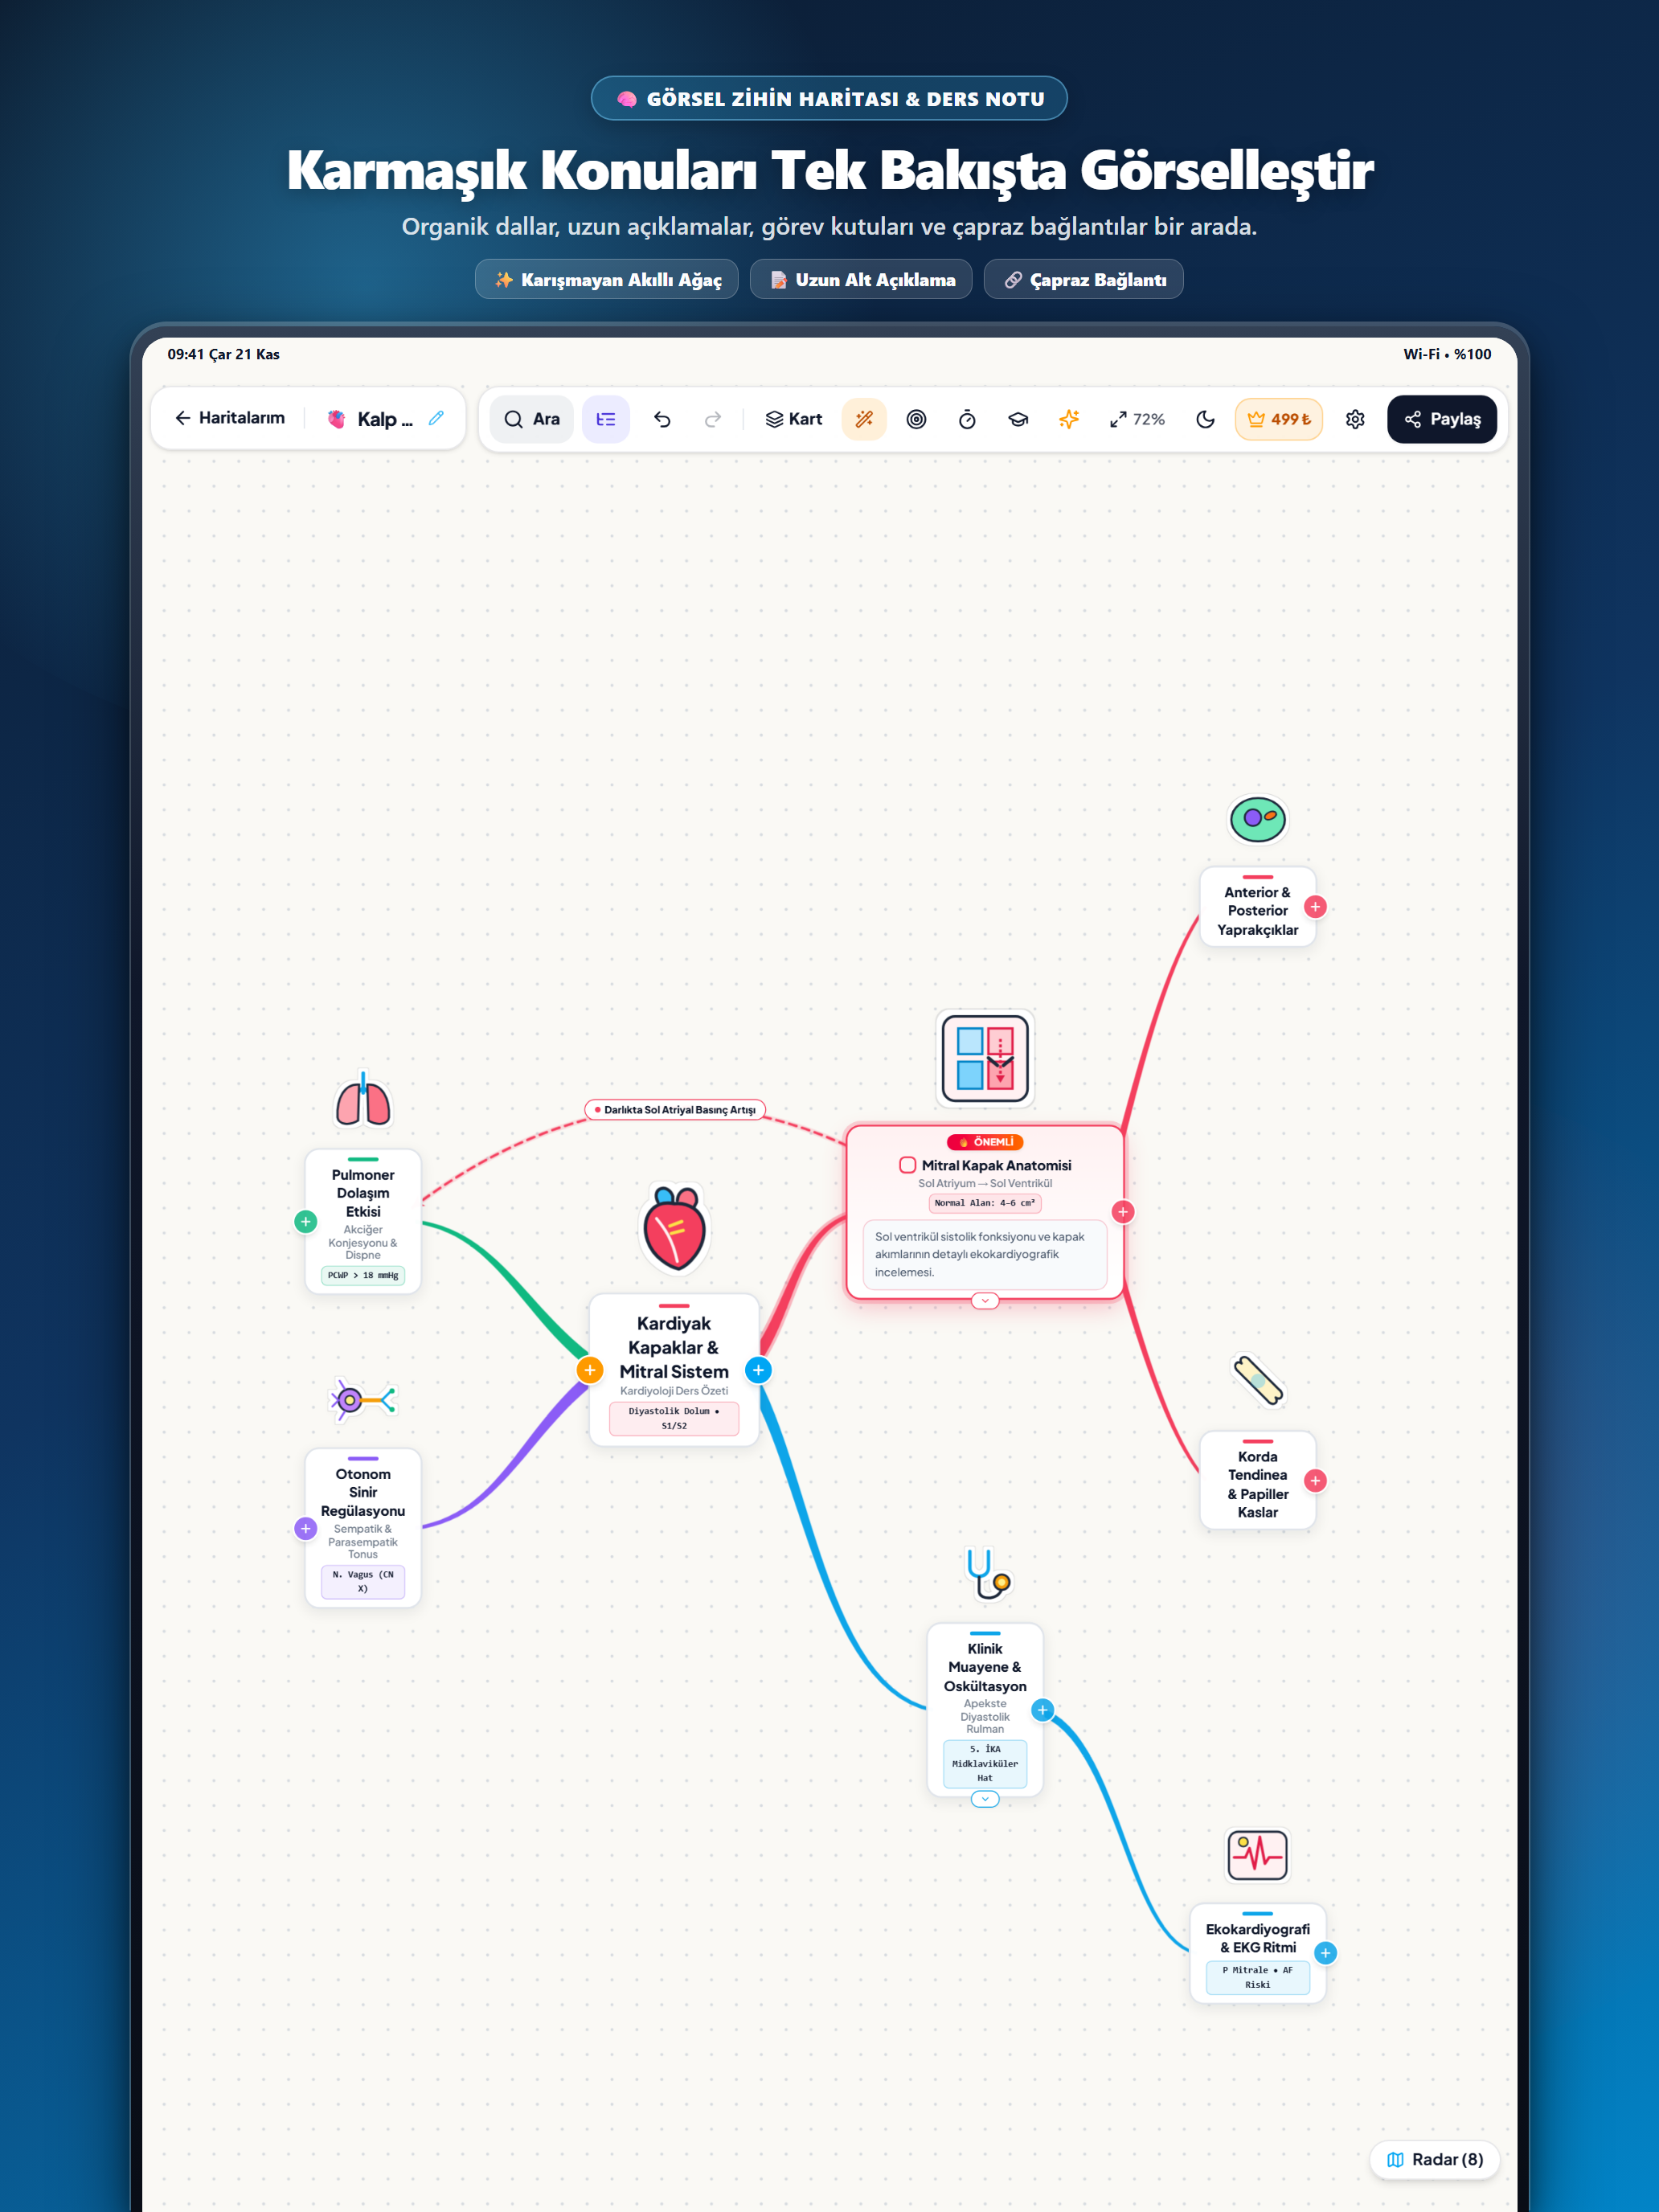 GÖRSEL ZİHİN HARİTASI & DERS NOTU
Karmaşık Konuları Tek Bakışta Görselleştir
Organik dallar, uzun açıklamalar, görev kutuları ve çapraz bağlantılar bir arada.
Karışmayan Akıllı Ağaç
Uzun Alt Açıklama
Çapraz Bağlantı
09:41 Çar 21 Kas
Wi-Fi • %100
Haritalarım
Kalp ...
Ara
Kart
72%
499 ₺
Paylaş
Anterior &
Posterior
Yaprakçıklar
Darlıkta Sol Atriyal Basınç Artışı
ÖNEMLİ
Mitral Kapak Anatomisi
Sol Atriyum → Sol Ventrikül
Normal Alan: 4-6 cm²
Sol ventrikül sistolik fonksiyonu ve kapak
akımlarının detaylı ekokardiyografik
incelemesi.
Pulmoner
Dolaşım
Etkisi
Akciğer
Konjesyonu &
Dispne
PCWP > 18 mmHg
Kardiyak
Kapaklar &
Mitral Sistem
Kardiyoloji Ders Özeti
Diyastolik Dolum •
S1/S2
Otonom
Sinir
Regülasyonu
Sempatik &
Parasempatik
Tonus
N. Vagus (CN
X)
Korda
Tendinea
& Papiller
Kaslar
Klinik
Muayene &
Oskültasyon
Apekste
Diyastolik
Rulman
5. İKA
Midklaviküler
Hat
Ekokardiyografi
& EKG Ritmi
P Mitrale • AF
Riski
Radar (8)